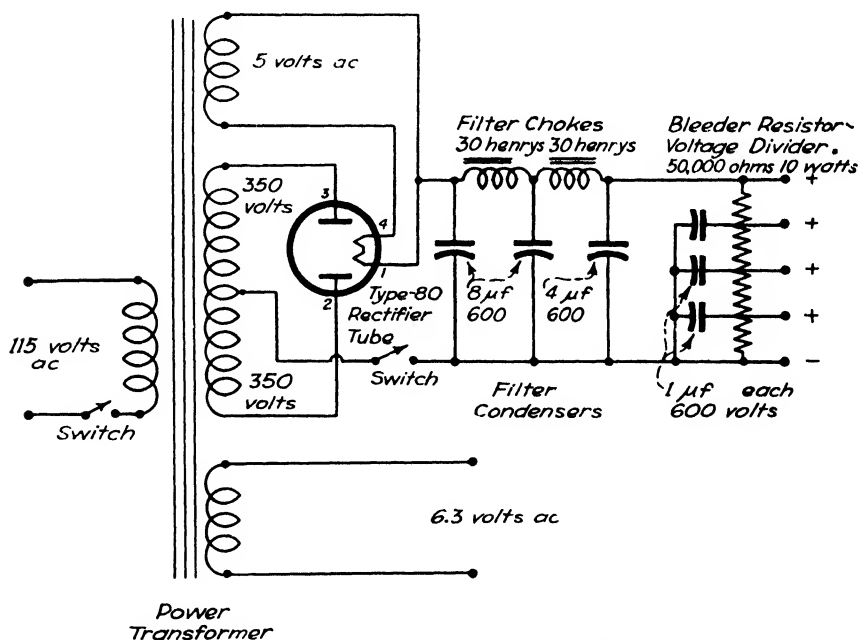 5 volts ac
350
volts
3
4
1
2
Type-80
Rectifier
Tube
Filter Chokes
30 henrys 30 henrys
Bleeder Resistor-
Voltage Divider.
50,000 ohms 10 watts
+
+
+
+
-
8 µf
600
4 µf
600
115 volts
ac
Switch
350
volts
Switch
Filter
Condensers
1 µf each
600 volts
6.3 volts ac
Power
Transformer